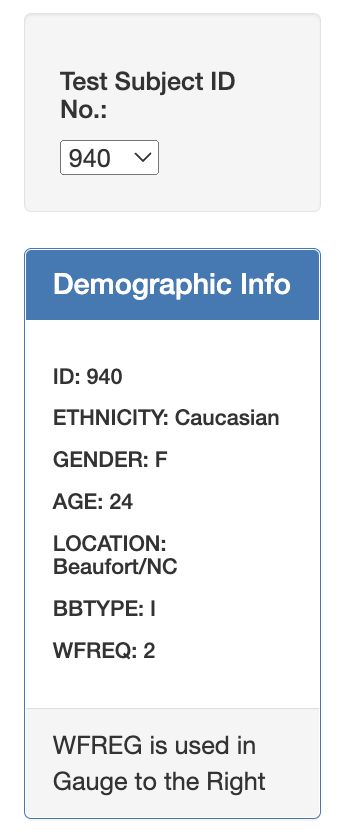 Test Subject ID
No.:
940
Demographic Info
ID: 940
ETHNICITY: Caucasian
GENDER: F
AGE: 24
LOCATION:
Beaufort/NC
BBTYPE: I
WFREQ: 2
WFREG is used in
Gauge to the Right